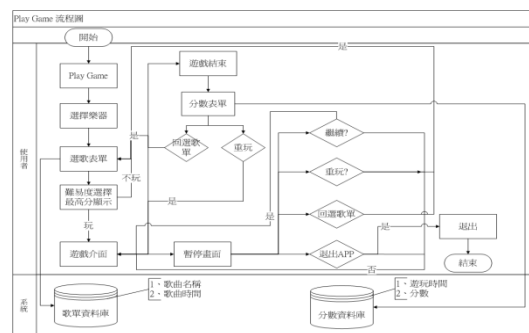 Play Game 流程圖
開始
是
Play Game
遊戲結束
選擇樂器
分數表單
是
繼續?
使用者
選歌表單
回選歌單
重玩
不玩
難易度選擇
最高分顯示
重玩?
是
是
回選歌單
是
玩
退出
遊戲介面
暫停畫面
退出APP
結束
否
系統
歌單資料庫
1、歌曲名稱
2、歌曲時間
分數資料庫
1、遊玩時間
2、分數